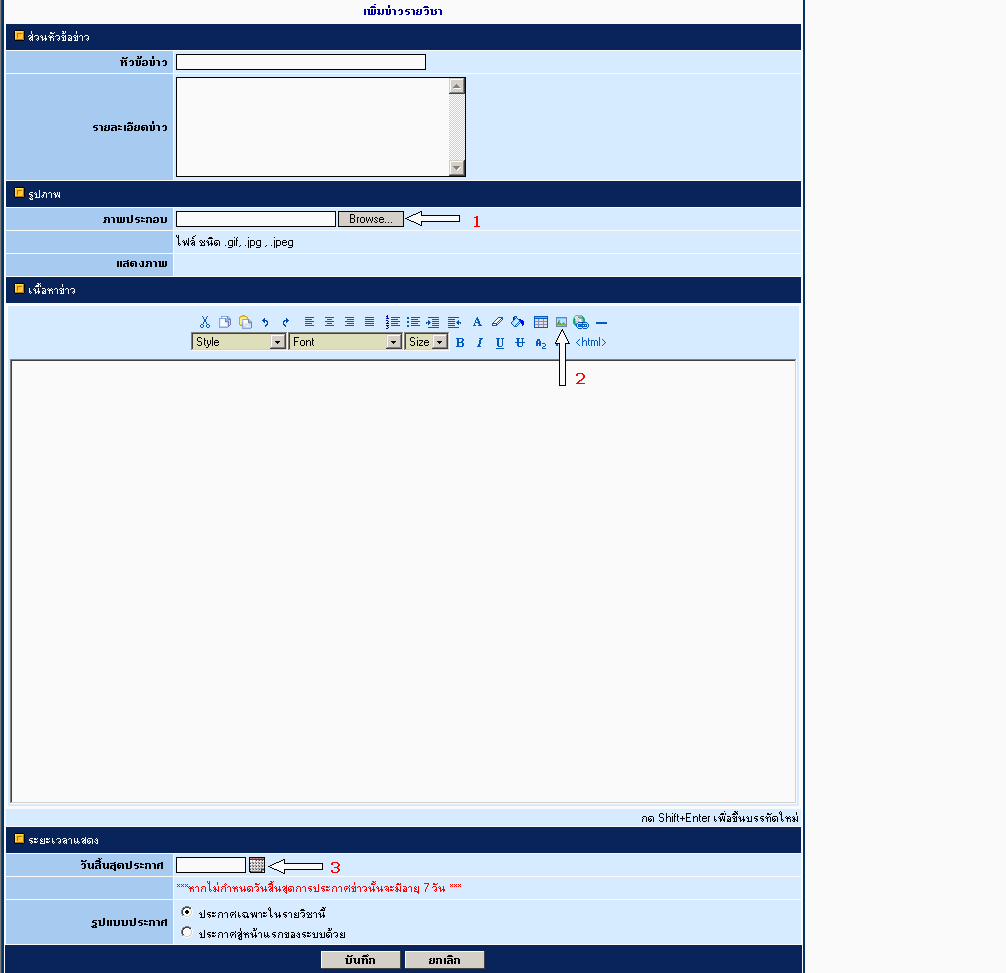 เพิ่มข่าวรายวิชา
ส่วนหัวข้อข่าว
หัวข้อข่าว
รายละเอียดข่าว
รูปภาพ
ภาพประกอบ Browse... 1
ไฟล์ ชนิด .gif, .jpg , .jpeg
แสดงภาพ
เนื้อหาข่าว
Style Font Size B I U U A2 <html>
2
กด Shift+Enter เพื่อขึ้นบรรทัดใหม่
ระยะเวลาแสดง
วันสิ้นสุดประกาศ 3
***หากไม่กำหนดวันสิ้นสุดการประกาศข่าวนั้นจะมีอายุ 7 วัน ***
รูปแบบประกาศ ประกาศเฉพาะในรายวิชานี้
ประกาศสู่หน้าแรกของระบบด้วย
บันทึก ยกเลิก